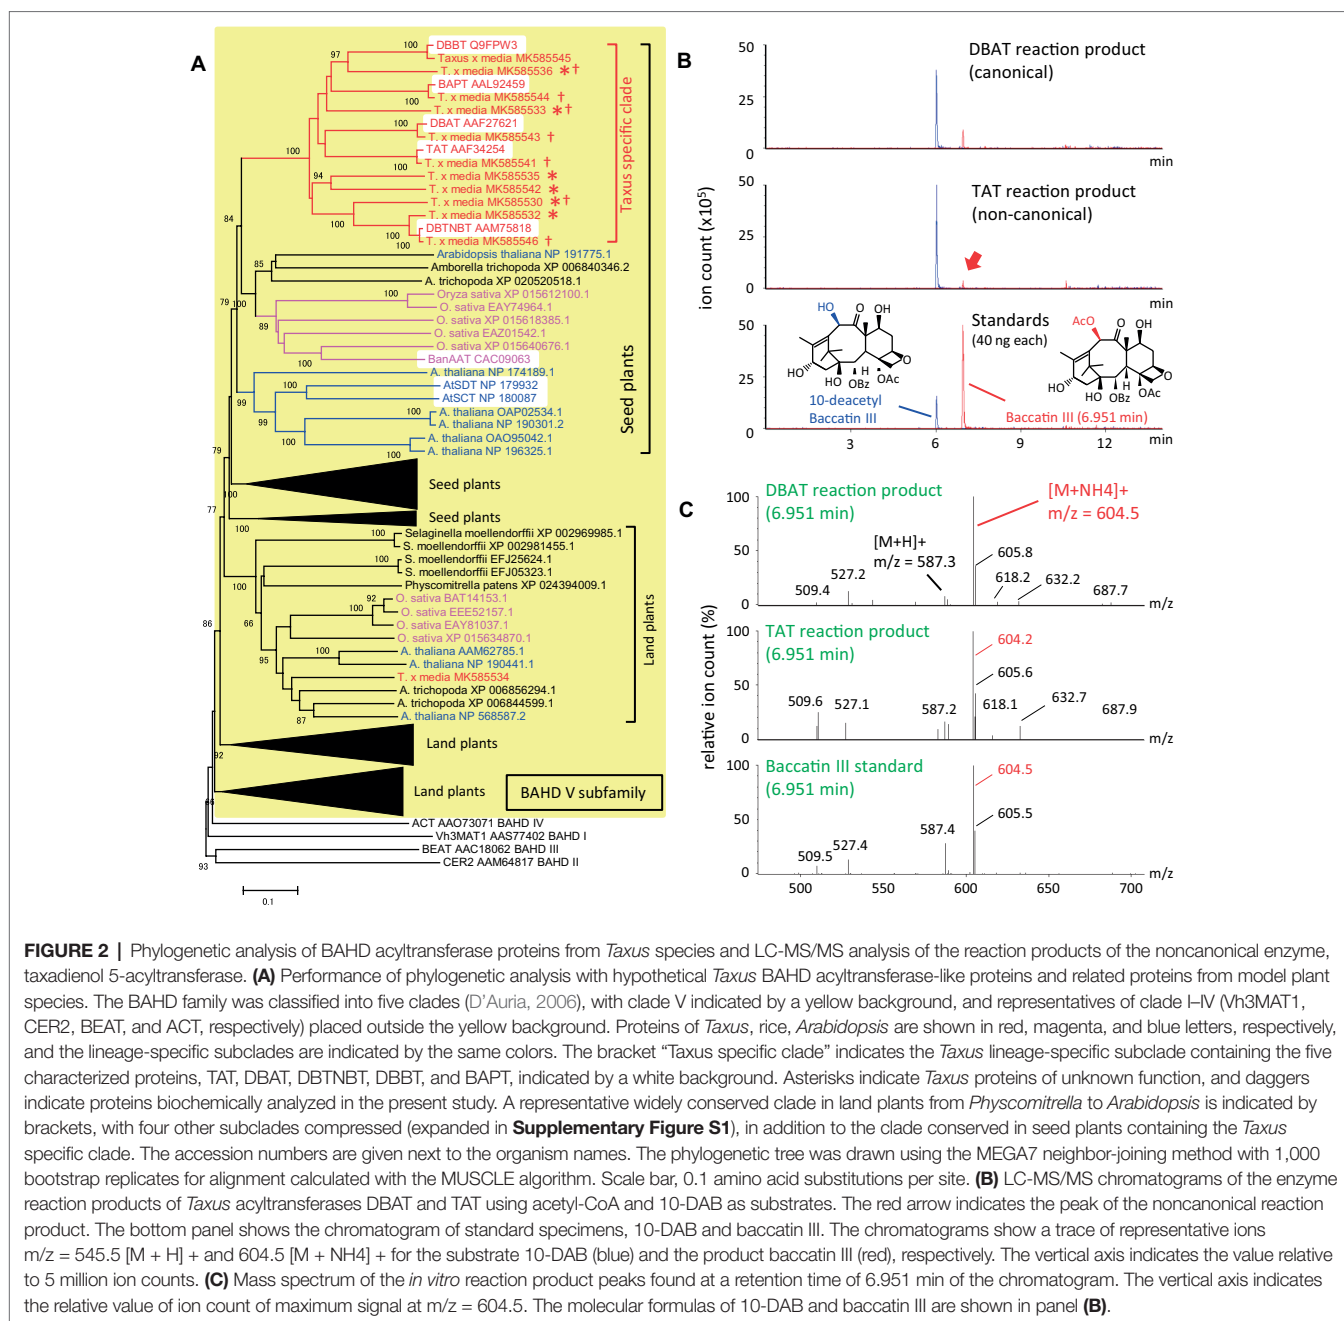 A
DBBT Q9FPW3
Taxus x media MK585545
T. x media MK585536 *†
BAPT AAL92459
T. x media MK585544 †
T. x media MK585533 *†
DBAT AAF27621
T. x media MK585543 †
TAT AAF34254
T. x media MK585541 †
T. x media MK585535 *
T. x media MK585542 *
T. x media MK585530 *†
T. x media MK585532 *
DBTNBT AAM75818
T. x media MK585546 †
Arabidopsis thaliana NP 191775.1
Amborella trichopoda XP 006840346.2
A. trichopoda XP 020520518.1
Oryza sativa XP 015612100.1
O. sativa EAY74964.1
O. sativa XP 015618385.1
O. sativa EAZ01542.1
O. sativa XP 015640676.1
BanAAT CAC09063
A. thaliana NP 174189.1
AtSDT NP 179932
AtSCT NP 180087
A. thaliana OAP02534.1
A. thaliana NP 190301.2
A. thaliana OAO95042.1
A. thaliana NP 196325.1
Seed plants
Seed plants
Selaginella moellendorffii XP 002969985.1
S. moellendorffii XP 002981455.1
S. moellendorffii EFJ25624.1
S. moellendorffii EFJ05323.1
Physcomitrella patens XP 024394009.1
O. sativa BAT14153.1
O. sativa EEE52157.1
O. sativa EAY81037.1
O. sativa XP 015634870.1
A. thaliana AAM62785.1
A. thaliana NP 190441.1
T. x media MK585534
A. trichopoda XP 006856294.1
A. trichopoda XP 006844599.1
A. thaliana NP 568587.2
Land plants
Land plants
BAHD V subfamily
ACT AAO73071 BAHD IV
Vh3MAT1 AAS77402 BAHD I
BEAT AAC18062 BAHD III
CER2 AAM64817 BAHD II
Taxus specific clade
Seed plants
Land plants
100
97
100
100
100
100
100
94
100
100
84
85
79
100
100
89
100
99
100
99
100
100
79
100
77
100
100
100
100
92
100
66
86
100
95
87
92
66
93
0.1
B
50
25
0
DBAT reaction product
(canonical)
min
50
25
0
TAT reaction product
(non-canonical)
min
ion count (x10⁵)
50
25
0
Standards
(40 ng each)
HO
O
OH
HO
HO
H
OBz
OAc
O
AcO
O
OH
HO
HO
H
OBz
OAc
O
10-deacetyl
Baccatin III
Baccatin III (6.951 min)
3 6 9 12 min
C
relative ion count (%)
100
50
0
DBAT reaction product
(6.951 min)
[M+NH4]+
m/z = 604.5
[M+H]+
m/z = 587.3
509.4
527.2
605.8
618.2
632.2
687.7
m/z
100
50
0
TAT reaction product
(6.951 min)
604.2
605.6
509.6
527.1
587.2
618.1
632.7
687.9
m/z
100
50
0
Baccatin III standard
(6.951 min)
604.5
605.5
509.5
527.4
587.4
m/z
500 550 600 650 700
FIGURE 2 | Phylogenetic analysis of BAHD acyltransferase proteins from Taxus species and LC-MS/MS analysis of the reaction products of the noncanonical enzyme,
taxadienol 5-acyltransferase. (A) Performance of phylogenetic analysis with hypothetical Taxus BAHD acyltransferase-like proteins and related proteins from model plant
species. The BAHD family was classified into five clades (D'Auria, 2006), with clade V indicated by a yellow background, and representatives of clade I–IV (Vh3MAT1,
CER2, BEAT, and ACT, respectively) placed outside the yellow background. Proteins of Taxus, rice, Arabidopsis are shown in red, magenta, and blue letters, respectively,
and the lineage-specific subclades are indicated by the same colors. The bracket “Taxus specific clade” indicates the Taxus lineage-specific subclade containing the five
characterized proteins, TAT, DBAT, DBTNBT, DBBT, and BAPT, indicated by a white background. Asterisks indicate Taxus proteins of unknown function, and daggers
indicate proteins biochemically analyzed in the present study. A representative widely conserved clade in land plants from Physcomitrella to Arabidopsis is indicated by
brackets, with four other subclades compressed (expanded in Supplementary Figure S1), in addition to the clade conserved in seed plants containing the Taxus
specific clade. The accession numbers are given next to the organism names. The phylogenetic tree was drawn using the MEGA7 neighbor-joining method with 1,000
bootstrap replicates for alignment calculated with the MUSCLE algorithm. Scale bar, 0.1 amino acid substitutions per site. (B) LC-MS/MS chromatograms of the enzyme
reaction products of Taxus acyltransferases DBAT and TAT using acetyl-CoA and 10-DAB as substrates. The red arrow indicates the peak of the noncanonical reaction
product. The bottom panel shows the chromatogram of standard specimens, 10-DAB and baccatin III. The chromatograms show a trace of representative ions
m/z = 545.5 [M + H] + and 604.5 [M + NH4] + for the substrate 10-DAB (blue) and the product baccatin III (red), respectively. The vertical axis indicates the value relative
to 5 million ion counts. (C) Mass spectrum of the in vitro reaction product peaks found at a retention time of 6.951 min of the chromatogram. The vertical axis indicates
the relative value of ion count of maximum signal at m/z = 604.5. The molecular formulas of 10-DAB and baccatin III are shown in panel (B).